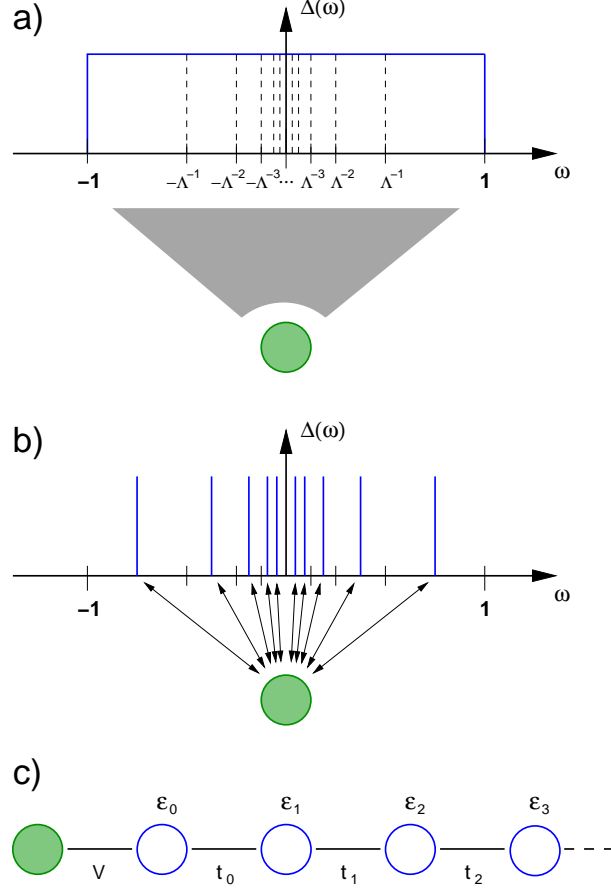 a)
Δ(ω)
−1 −Λ⁻¹ −Λ⁻² −Λ⁻³ ... Λ⁻³ Λ⁻² Λ⁻¹ 1 ω
b)
Δ(ω)
−1 1 ω
c)
ε₀ ε₁ ε₂ ε₃
V t₀ t₁ t₂